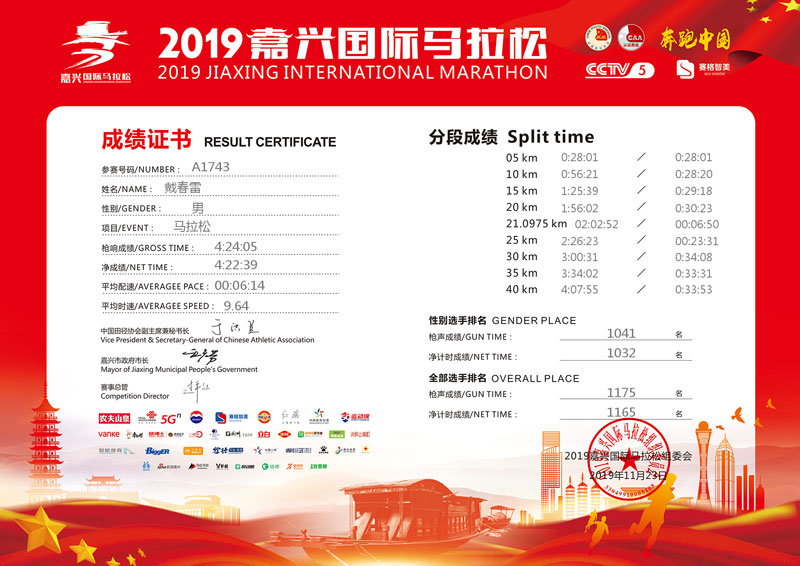 嘉兴国际马拉松
2019嘉兴国际马拉松
2019 JIAXING INTERNATIONAL MARATHON
CAA
奔跑中国
CCTV 5
赛格智美
成绩证书 RESULT CERTIFICATE
参赛号码/NUMBER： A1743
姓名/NAME： 戴春雷
性别/GENDER： 男
项目/EVENT： 马拉松
枪响成绩/GROSS TIME： 4:24:05
净成绩/NET TIME： 4:22:39
平均配速/AVERAGEE PACE： 00:06:14
平均时速/AVERAGEE SPEED： 9.64
中国田径协会副主席兼秘书长
Vice President & Secretary-General of Chinese Athletic Association
嘉兴市政府市长
Mayor of Jiaxing Municipal People's Government
赛事总管
Competition Director
农夫山泉
5Gⁿ
赛格智美
vanke
立白
BiGGER
分段成绩 Split time
05 km 0:28:01 / 0:28:01
10 km 0:56:21 / 0:28:20
15 km 1:25:39 / 0:29:18
20 km 1:56:02 / 0:30:23
21.0975 km 02:02:52 / 00:06:50
25 km 2:26:23 / 00:23:31
30 km 3:00:31 / 0:34:08
35 km 3:34:02 / 0:33:31
40 km 4:07:55 / 0:33:53
性别选手排名 GENDER PLACE
枪声成绩/GUN TIME： 1041 名
净计时成绩/NET TIME： 1032 名
全部选手排名 OVERALL PLACE
枪声成绩/GUN TIME： 1175 名
净计时成绩/NET TIME： 1165 名
2019嘉兴国际马拉松组委会
2019年11月23日